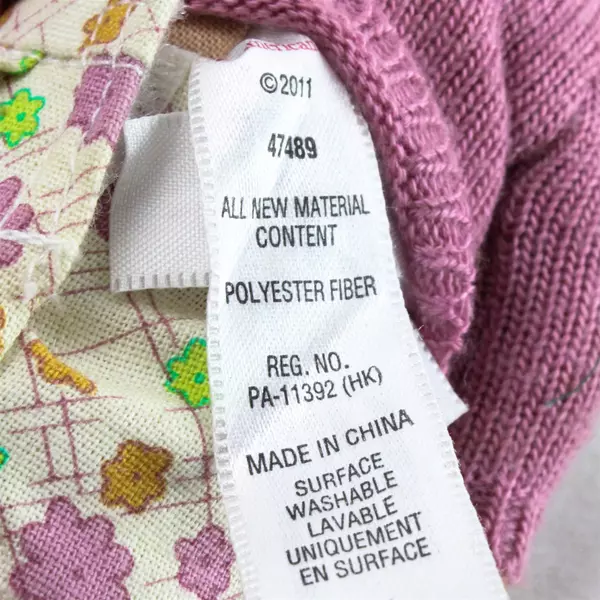 ©2011
47489
ALL NEW MATERIAL
CONTENT
POLYESTER FIBER
REG. NO.
PA-11392 (HK)
MADE IN CHINA
SURFACE
WASHABLE
LAVABLE
UNIQUEMENT
EN SURFACE